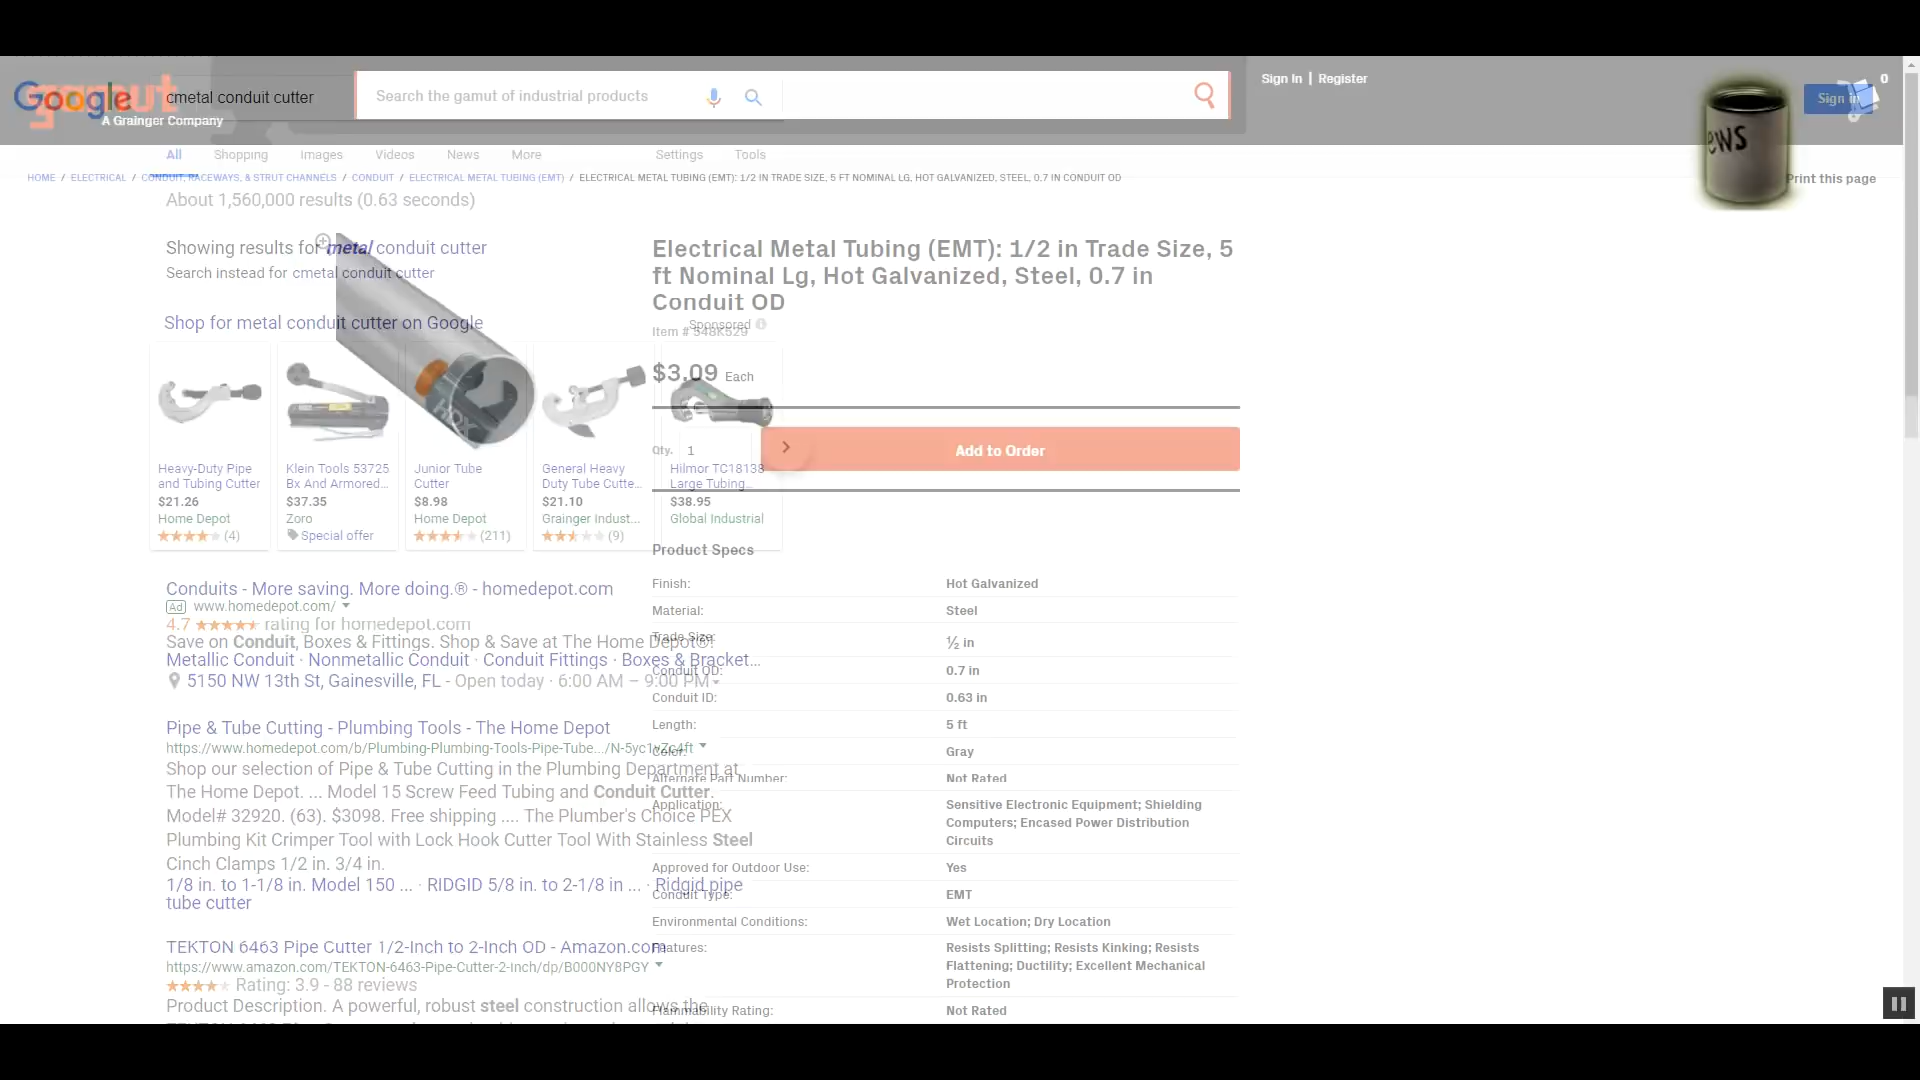 Google
gamut
A Grainger Company
cmetal conduit cutter
Search the gamut of industrial products
Sign In | Register
0
Sign in
ews
All Shopping Images Videos News More Settings Tools
HOME / ELECTRICAL / CONDUIT, RACEWAYS, & STRUT CHANNELS / CONDUIT / ELECTRICAL METAL TUBING (EMT) / ELECTRICAL METAL TUBING (EMT): 1/2 IN TRADE SIZE, 5 FT NOMINAL LG, HOT GALVANIZED, STEEL, 0.7 IN CONDUIT OD
Print this page
About 1,560,000 results (0.63 seconds)
Showing results for metal conduit cutter
Search instead for cmetal conduit cutter
Shop for metal conduit cutter on Google
Sponsored
HDX
Heavy-Duty Pipe
and Tubing Cutter
$21.26
Home Depot
(4)
Klein Tools 53725
Bx And Armored...
$37.35
Zoro
Special offer
Junior Tube
Cutter
$8.98
Home Depot
(211)
General Heavy
Duty Tube Cutte...
$21.10
Grainger Indust...
(9)
Hilmor TC18138
Large Tubing...
$38.95
Global Industrial
Conduits - More saving. More doing.® - homedepot.com
Ad www.homedepot.com/
4.7 rating for homedepot.com
Save on Conduit, Boxes & Fittings. Shop & Save at The Home Depot®!
Metallic Conduit · Nonmetallic Conduit · Conduit Fittings · Boxes & Bracket...
5150 NW 13th St, Gainesville, FL - Open today · 6:00 AM – 9:00 PM
Pipe & Tube Cutting - Plumbing Tools - The Home Depot
https://www.homedepot.com/b/Plumbing-Plumbing-Tools-Pipe-Tube.../N-5yc1vZc4ft
Shop our selection of Pipe & Tube Cutting in the Plumbing Department at
The Home Depot. ... Model 15 Screw Feed Tubing and Conduit Cutter.
Model# 32920. (63). $3098. Free shipping .... The Plumber's Choice PEX
Plumbing Kit Crimper Tool with Lock Hook Cutter Tool With Stainless Steel
Cinch Clamps 1/2 in. 3/4 in.
1/8 in. to 1-1/8 in. Model 150 ... · RIDGID 5/8 in. to 2-1/8 in ... · Ridgid pipe
tube cutter
TEKTON 6463 Pipe Cutter 1/2-Inch to 2-Inch OD - Amazon.com
https://www.amazon.com/TEKTON-6463-Pipe-Cutter-2-Inch/dp/B000NY8PGY
Rating: 3.9 - 88 reviews
Product Description. A powerful, robust steel construction allows the
Electrical Metal Tubing (EMT): 1/2 in Trade Size, 5
ft Nominal Lg, Hot Galvanized, Steel, 0.7 in
Conduit OD
Item # 548K529
$3.09 Each
Qty. 1
Add to Order
Product Specs
Finish: Hot Galvanized
Material: Steel
Trade Size: ½ in
Conduit OD: 0.7 in
Conduit ID: 0.63 in
Length: 5 ft
Color: Gray
Alternate Part Number: Not Rated
Application: Sensitive Electronic Equipment; Shielding
Computers; Encased Power Distribution
Circuits
Approved for Outdoor Use: Yes
Conduit Type: EMT
Environmental Conditions: Wet Location; Dry Location
Features: Resists Splitting; Resists Kinking; Resists
Flattening; Ductility; Excellent Mechanical
Protection
Flammability Rating: Not Rated